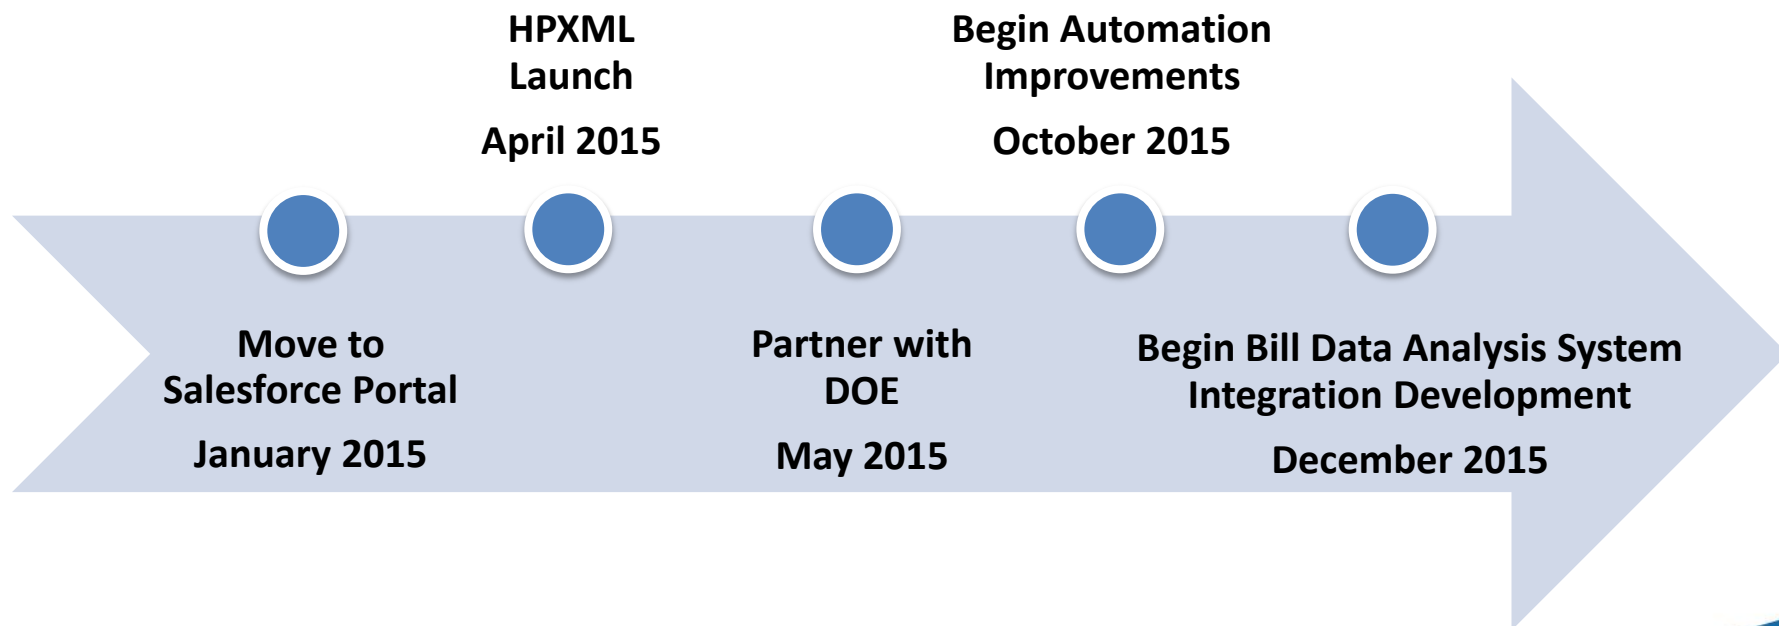 HPXML
Launch
April 2015
Begin Automation
Improvements
October 2015
Move to
Salesforce Portal
January 2015
Partner with
DOE
May 2015
Begin Bill Data Analysis System
Integration Development
December 2015